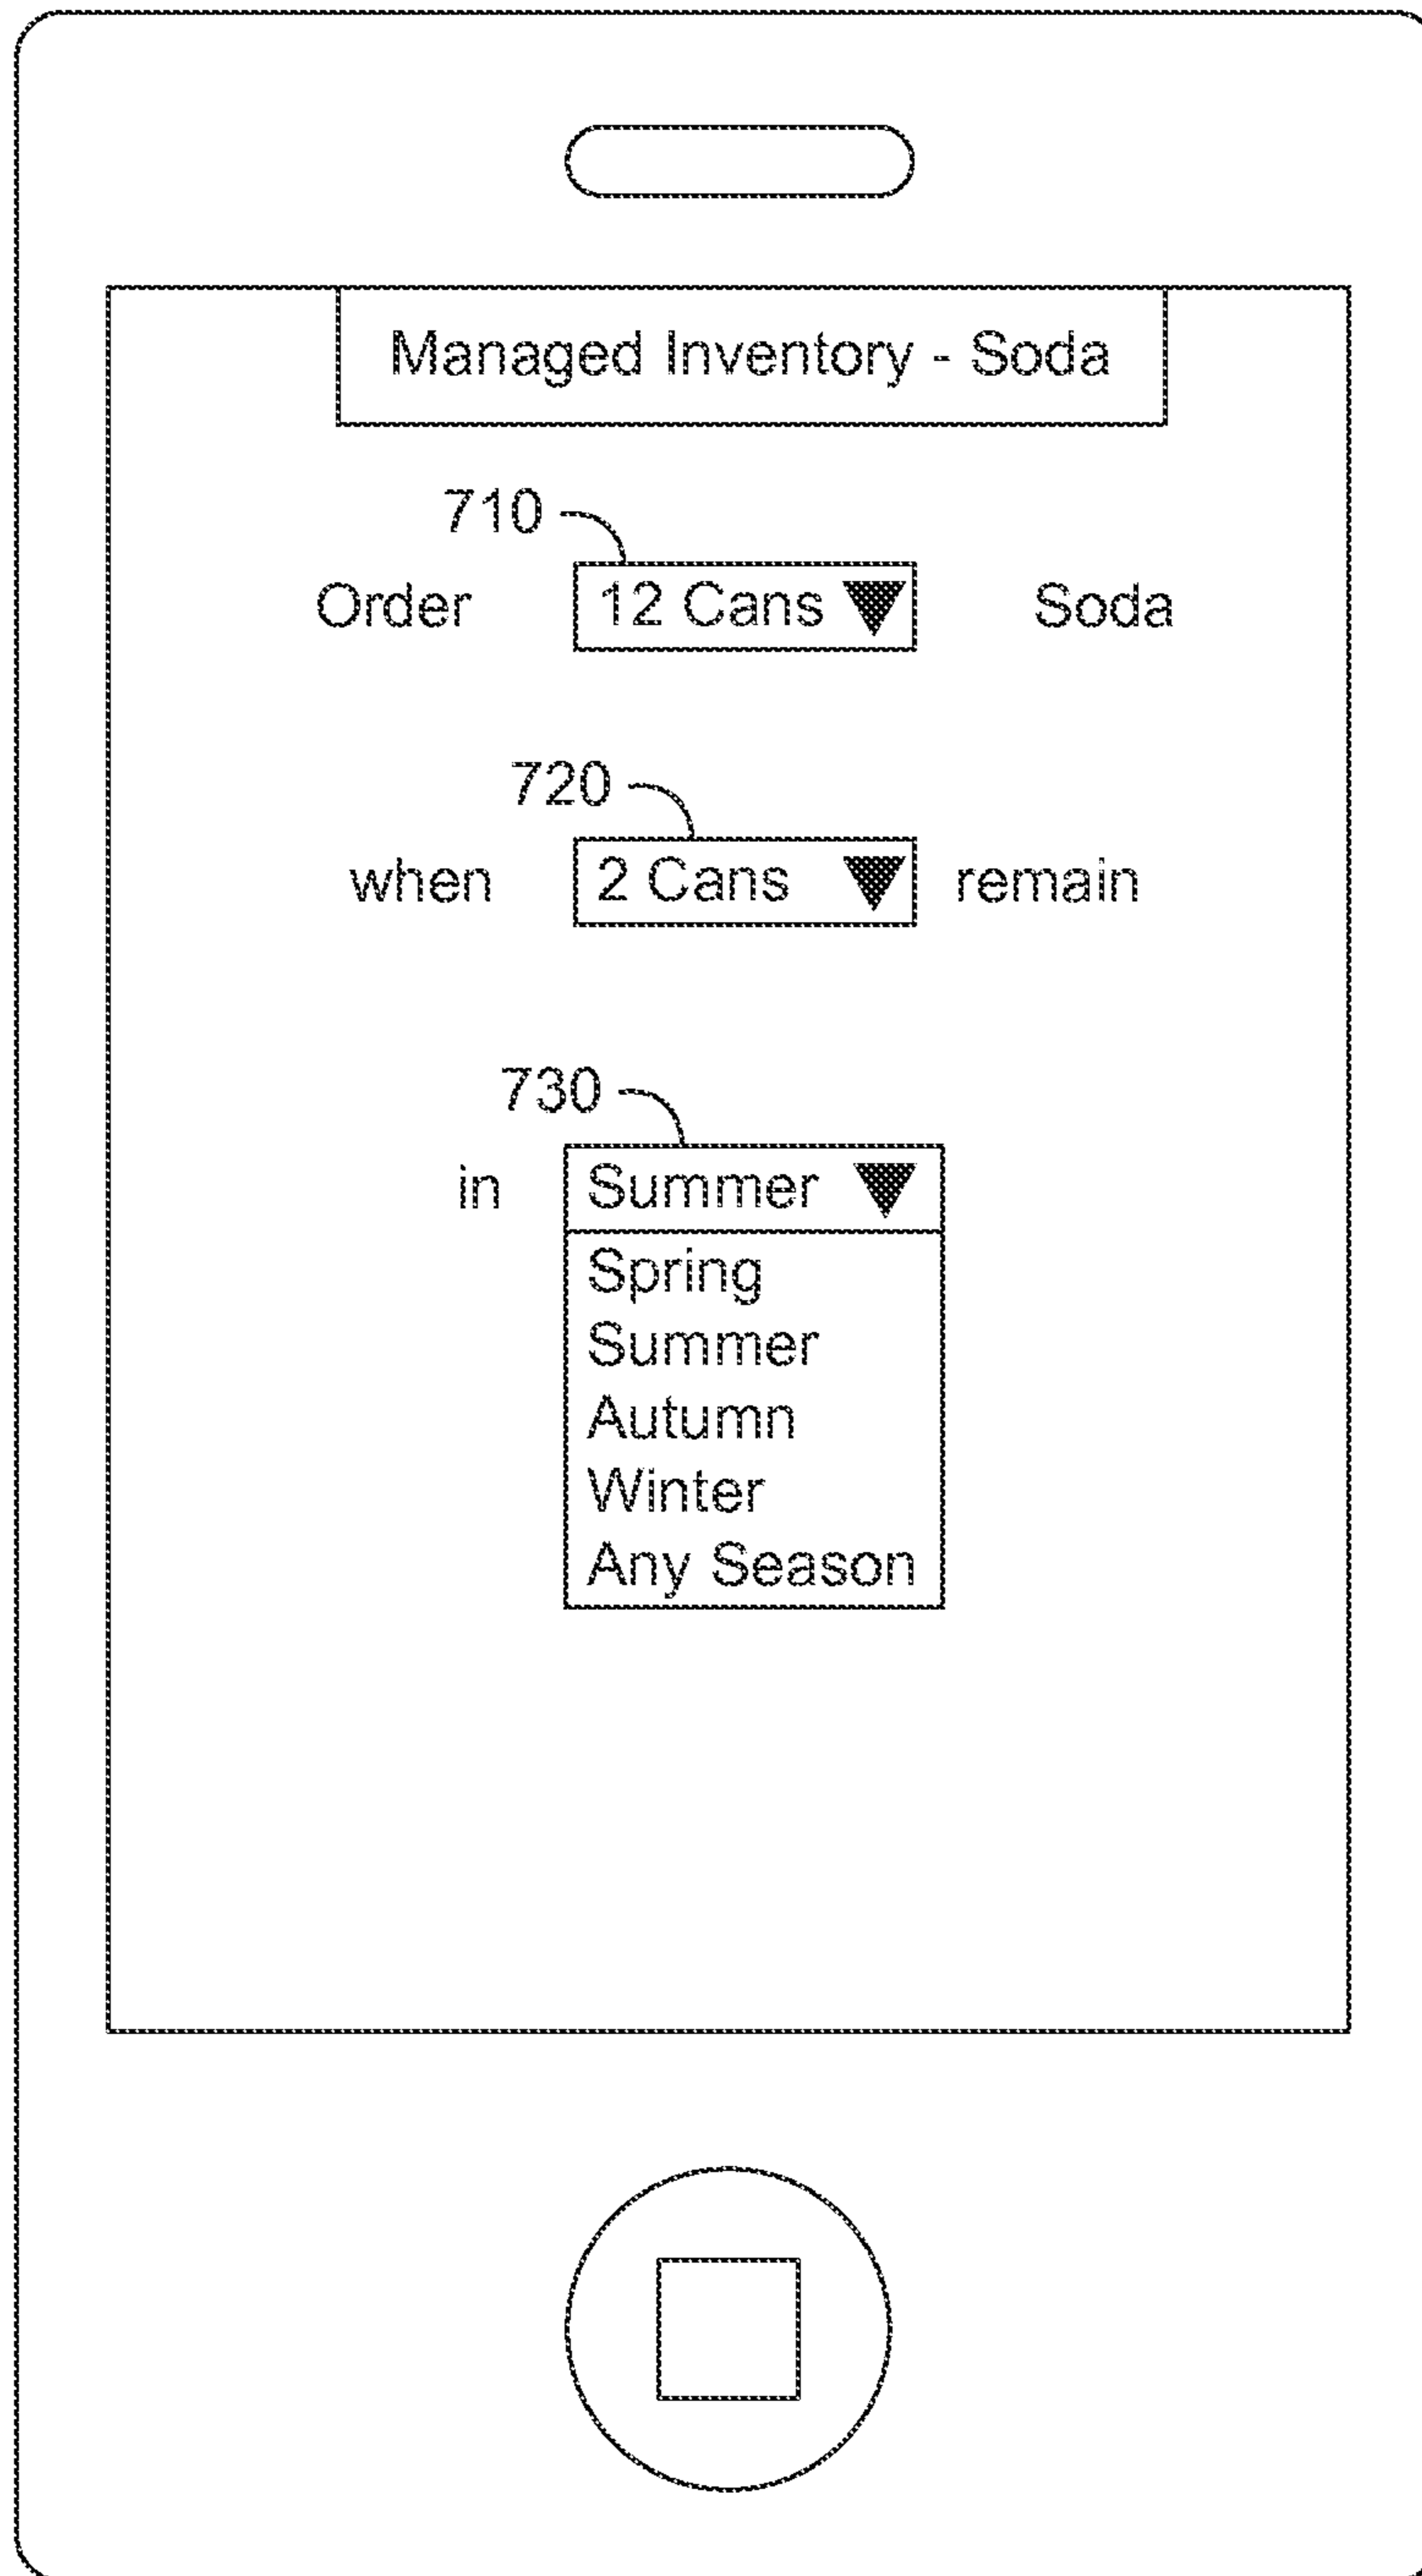 Managed Inventory - Soda
710
Order 12 Cans Soda
720
when 2 Cans remain
730
in Summer
Spring
Summer
Autumn
Winter
Any Season